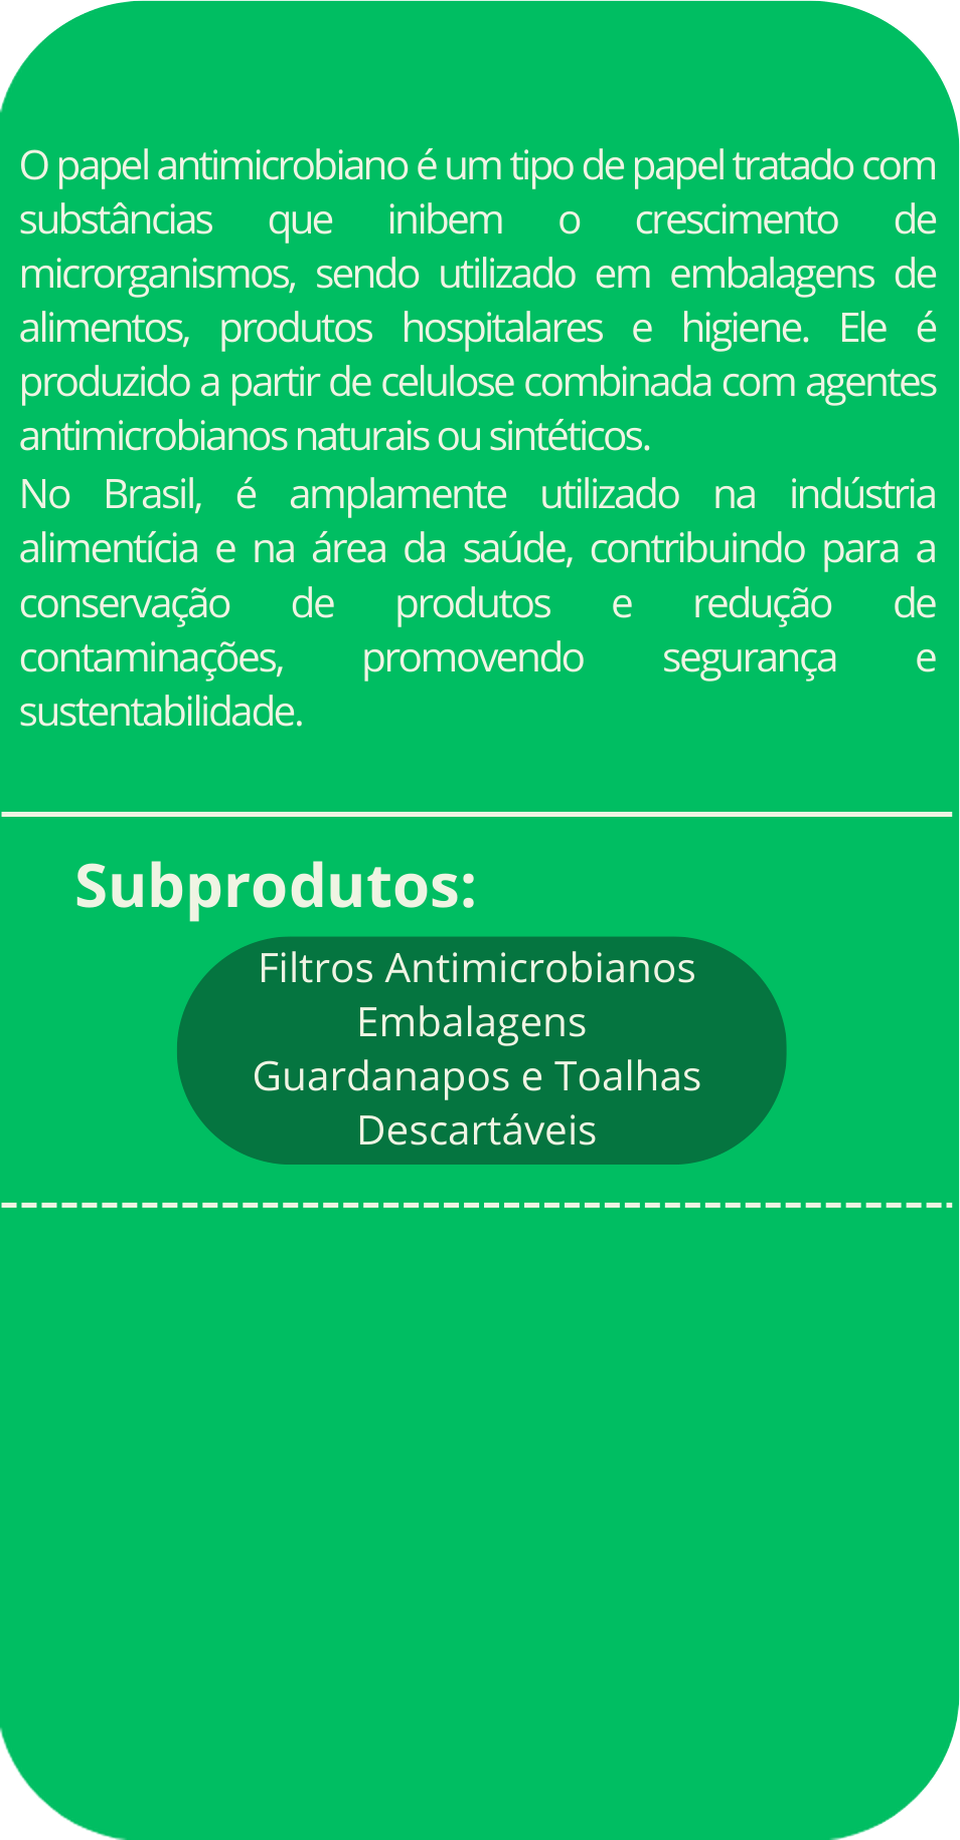 O papel antimicrobiano é um tipo de papel tratado com
substâncias que inibem o crescimento de
microrganismos, sendo utilizado em embalagens de
alimentos, produtos hospitalares e higiene. Ele é
produzido a partir de celulose combinada com agentes
antimicrobianos naturais ou sintéticos.
No Brasil, é amplamente utilizado na indústria
alimentícia e na área da saúde, contribuindo para a
conservação de produtos e redução de
contaminações, promovendo segurança e
sustentabilidade.
Subprodutos:
Filtros Antimicrobianos
Embalagens
Guardanapos e Toalhas
Descartáveis